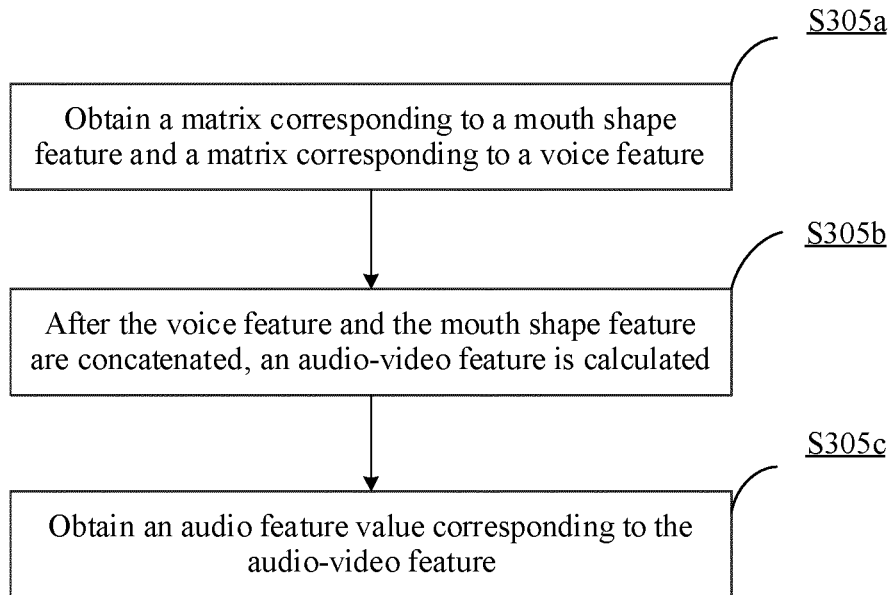 S305a
Obtain a matrix corresponding to a mouth shape
feature and a matrix corresponding to a voice feature
S305b
After the voice feature and the mouth shape feature
are concatenated, an audio-video feature is calculated
S305c
Obtain an audio feature value corresponding to the
audio-video feature